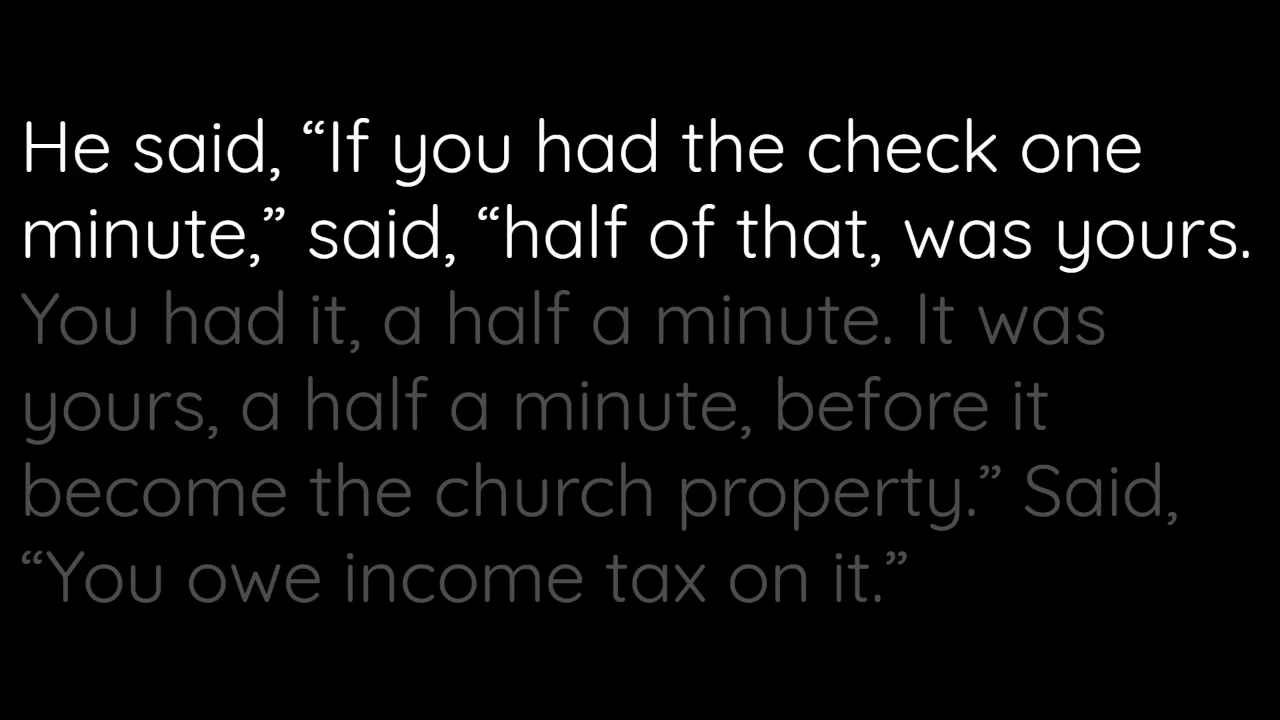 He said, “If you had the check one
minute,” said, “half of that, was yours.
You had it, a half a minute. It was
yours, a half a minute, before it
become the church property.” Said,
“You owe income tax on it.”